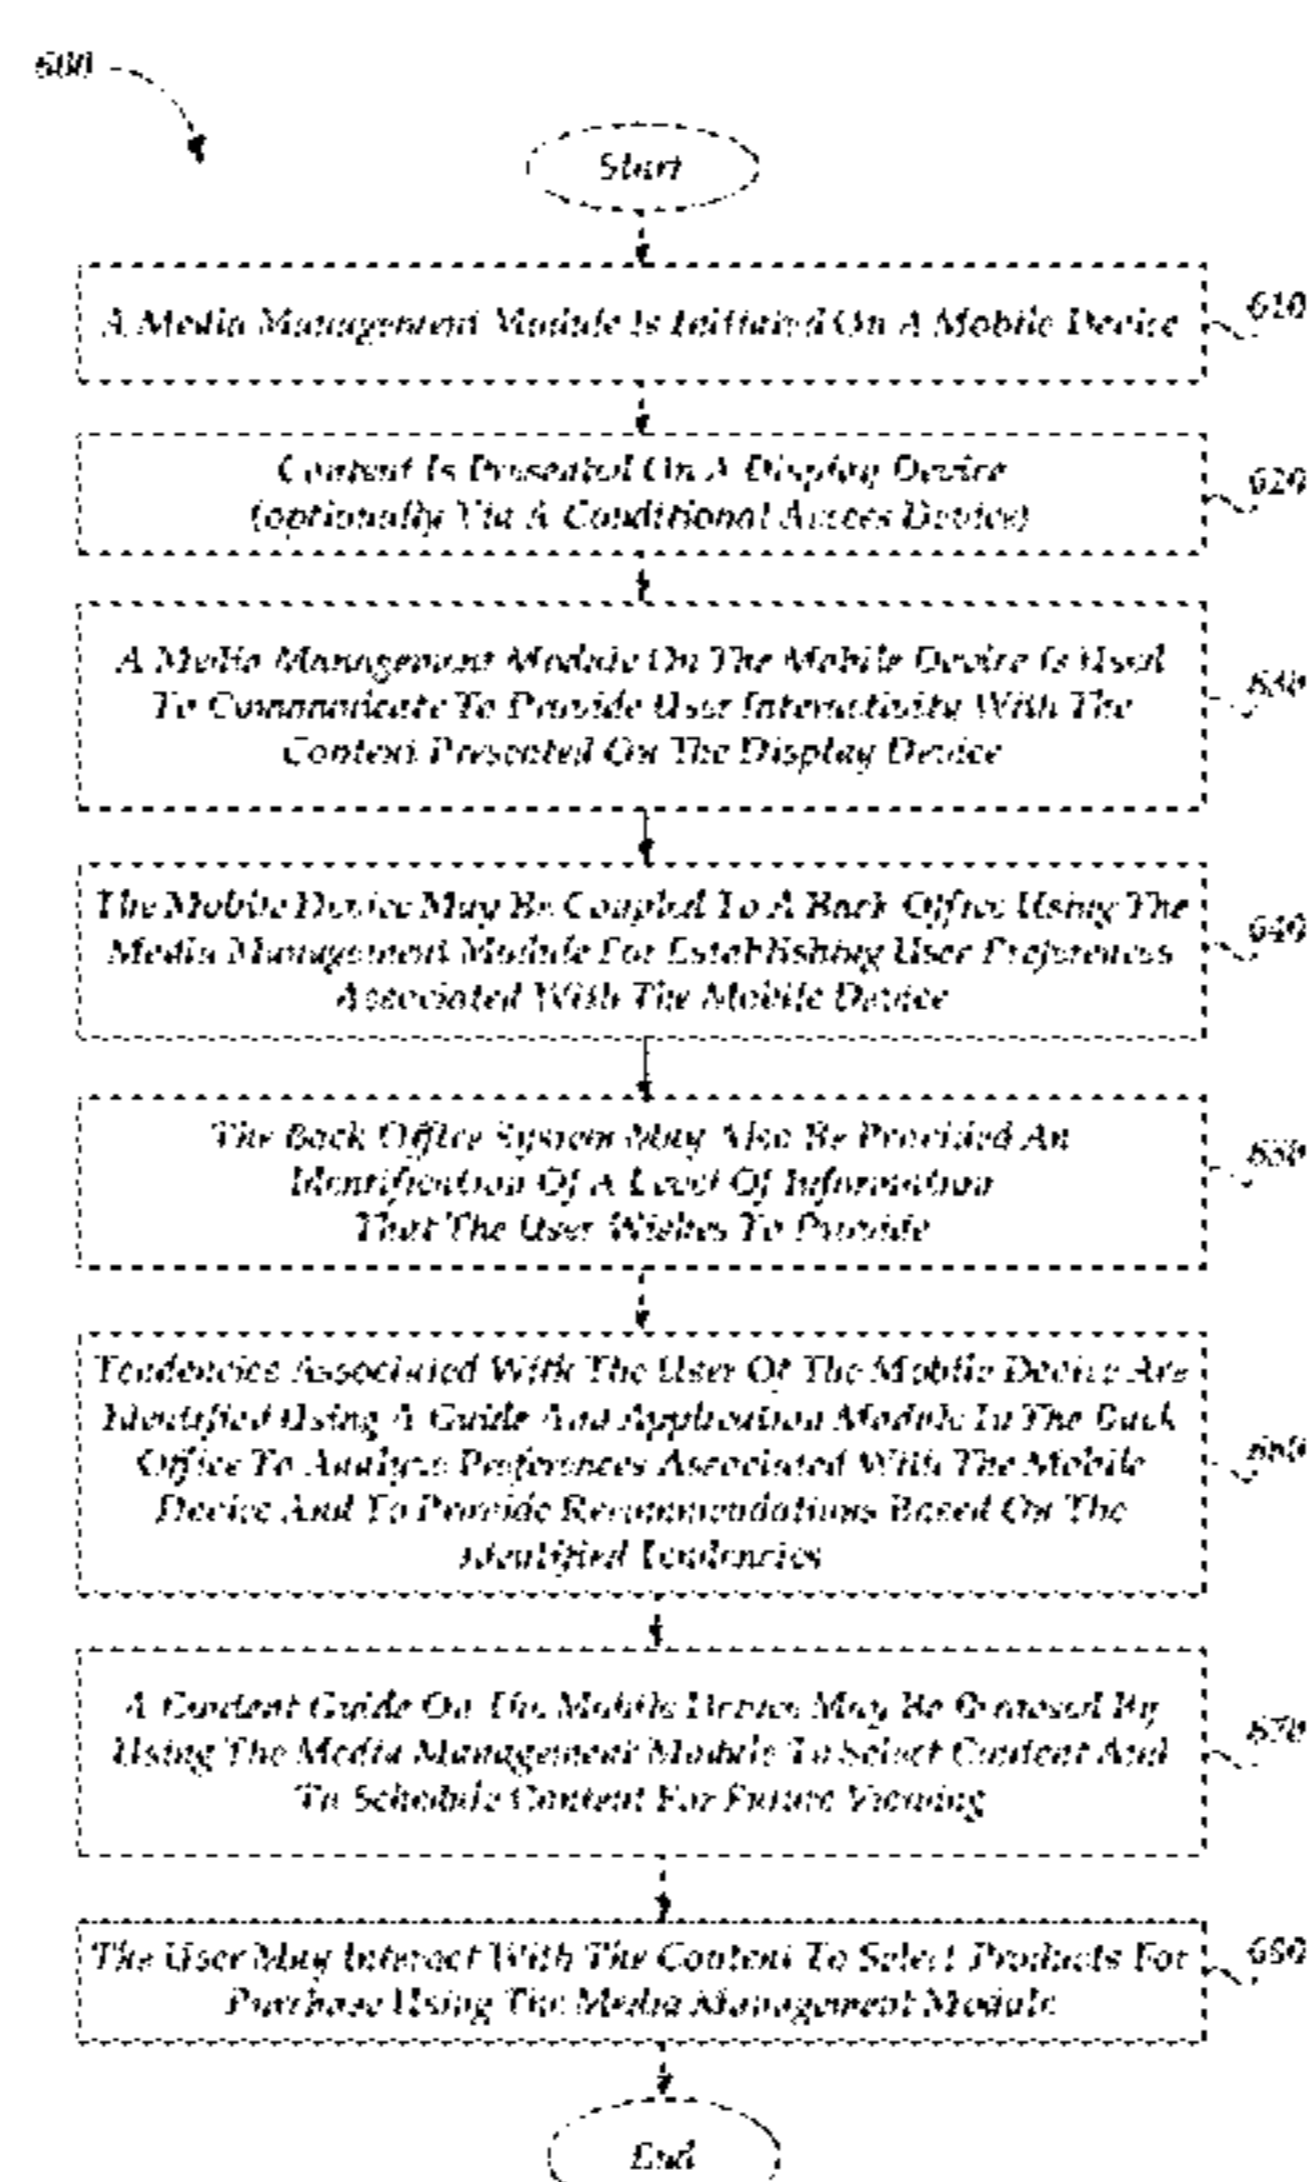 600
Start
A Media Management Module Is Initiated On A Mobile Device
610
Content Is Presented On A Display Device
(optionally Via A Conditional Access Device)
620
A Media Management Module On The Mobile Device Is Used
To Communicate To Provide User Interactivity With The
Content Presented On The Display Device
630
The Mobile Device May Be Coupled To A Back Office Using The
Media Management Module For Establishing User Preferences
Associated With The Mobile Device
640
The Back Office System May Also Be Provided An
Identification Of A Level Of Information
That The User Wishes To Provide
650
Tendencies Associated With The User Of The Mobile Device Are
Identified Using A Guide And Application Module In The Back
Office To Analyze Preferences Associated With The Mobile
Device And To Provide Recommendations Based On The
Identified Tendencies
660
A Content Guide On The Mobile Device May Be Browsed By
Using The Media Management Module To Select Content And
To Schedule Content For Future Viewing
670
The User May Interact With The Content To Select Products For
Purchase Using The Media Management Module
680
End